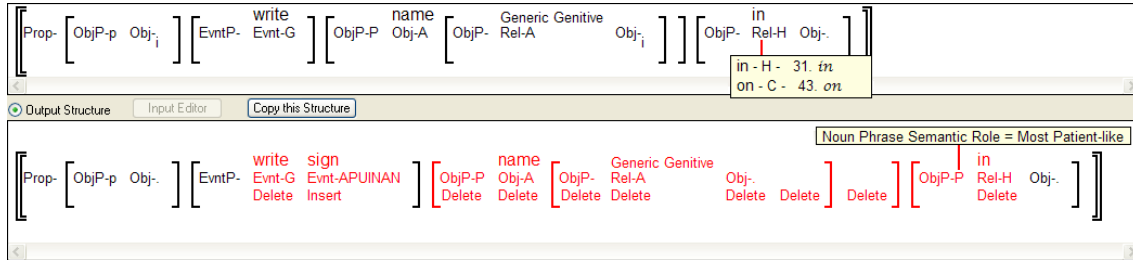 write name Generic Genitive in
Prop- ObjP-p Obj-i EvntP- Evnt-G ObjP-P Obj-A ObjP- Rel-A Obj-i ObjP- Rel-H Obj-.
in - H - 31. in
on - C - 43. on
Output Structure Input Editor Copy this Structure
Noun Phrase Semantic Role = Most Patient-like
write sign name Generic Genitive in
Prop- ObjP-p Obj-. EvntP- Evnt-G Evnt-APUINAN ObjP-P Obj-A ObjP- Rel-A Obj-. ObjP-P Rel-H Obj-.
Delete Insert Delete Delete Delete Delete Delete Delete Delete Delete